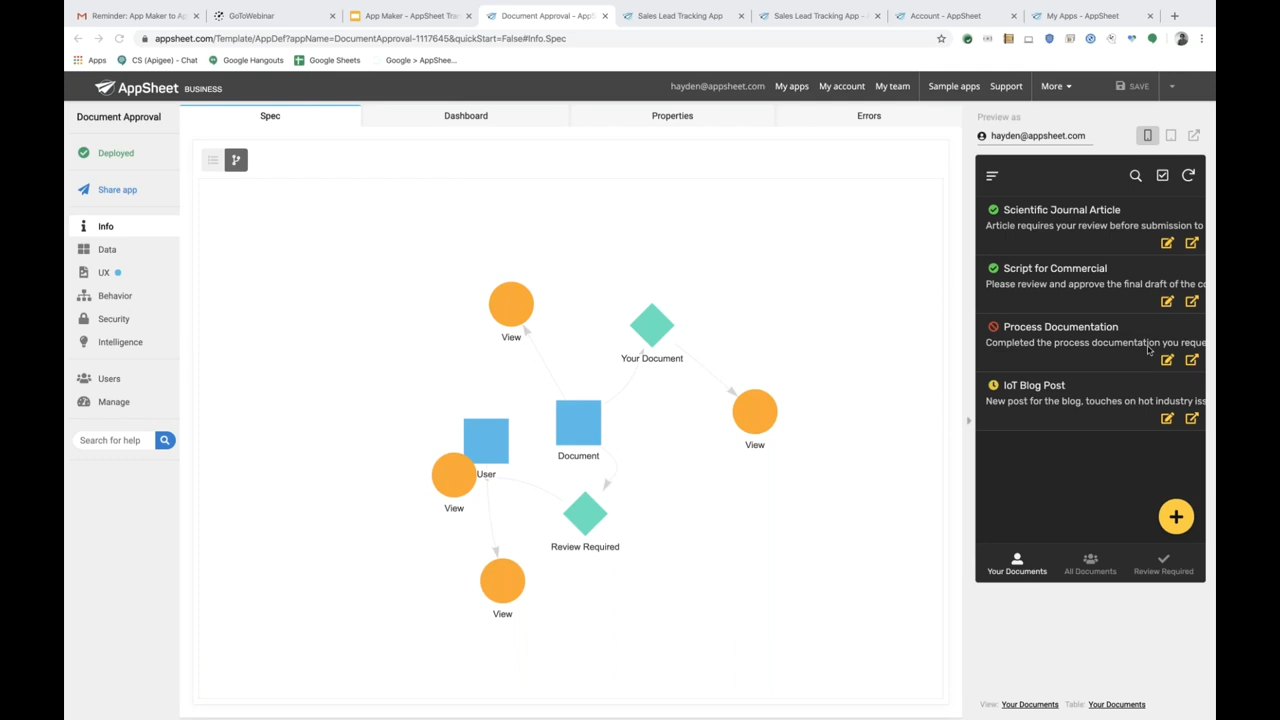 Reminder: App Maker to Ap
GoToWebinar
App Maker - AppSheet Tra
Document Approval - AppS
Sales Lead Tracking App
Sales Lead Tracking App -
Account - AppSheet
My Apps - AppSheet
appsheet.com/Template/AppDef?appName=DocumentApproval-1117645&quickStart=False#Info.Spec
Apps
CS (Apigee) - Chat
Google Hangouts
Google Sheets
Google > AppShee...
AppSheet BUSINESS
hayden@appsheet.com
My apps
My account
My team
Sample apps
Support
More
SAVE
Document Approval
Spec
Dashboard
Properties
Errors
Preview as
hayden@appsheet.com
Deployed
Share app
Info
Data
UX
Behavior
Security
Intelligence
Users
Manage
Search for help
View
Your Document
View
Document
User
View
Review Required
View
Scientific Journal Article
Article requires your review before submission to
Script for Commercial
Please review and approve the final draft of the co
Process Documentation
Completed the process documentation you reque
IoT Blog Post
New post for the blog, touches on hot industry iss
+
Your Documents
All Documents
Review Required
View: Your Documents Table: Your Documents